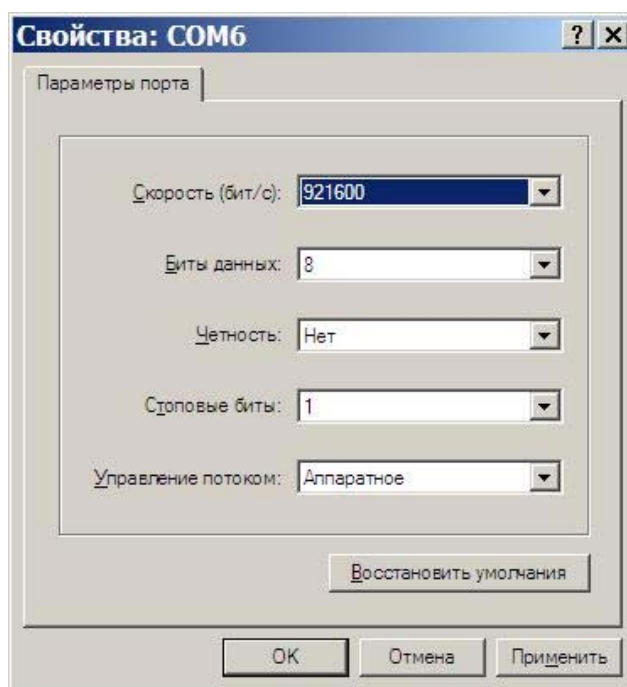 Свойства: COM6
Параметры порта
Скорость (бит/с): 921600
Биты данных: 8
Четность: Нет
Стоповые биты: 1
Управление потоком: Аппаратное
Восстановить умолчания
OK Отмена Применить